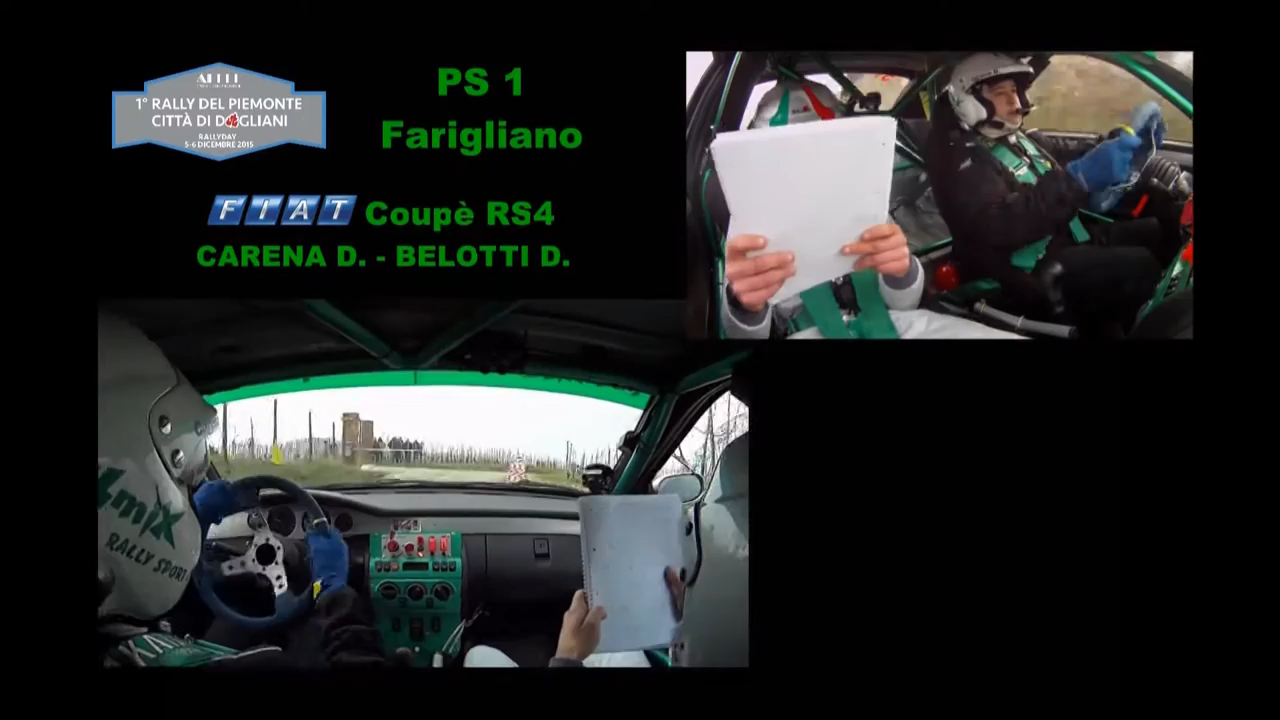 1° RALLY DEL PIEMONTE
CITTÀ DI DOGLIANI
RALLYDAY
5-6 DICEMBRE 2015
PS 1
Farigliano
FIAT Coupè RS4
CARENA D. - BELOTTI D.
RALLY SPORT